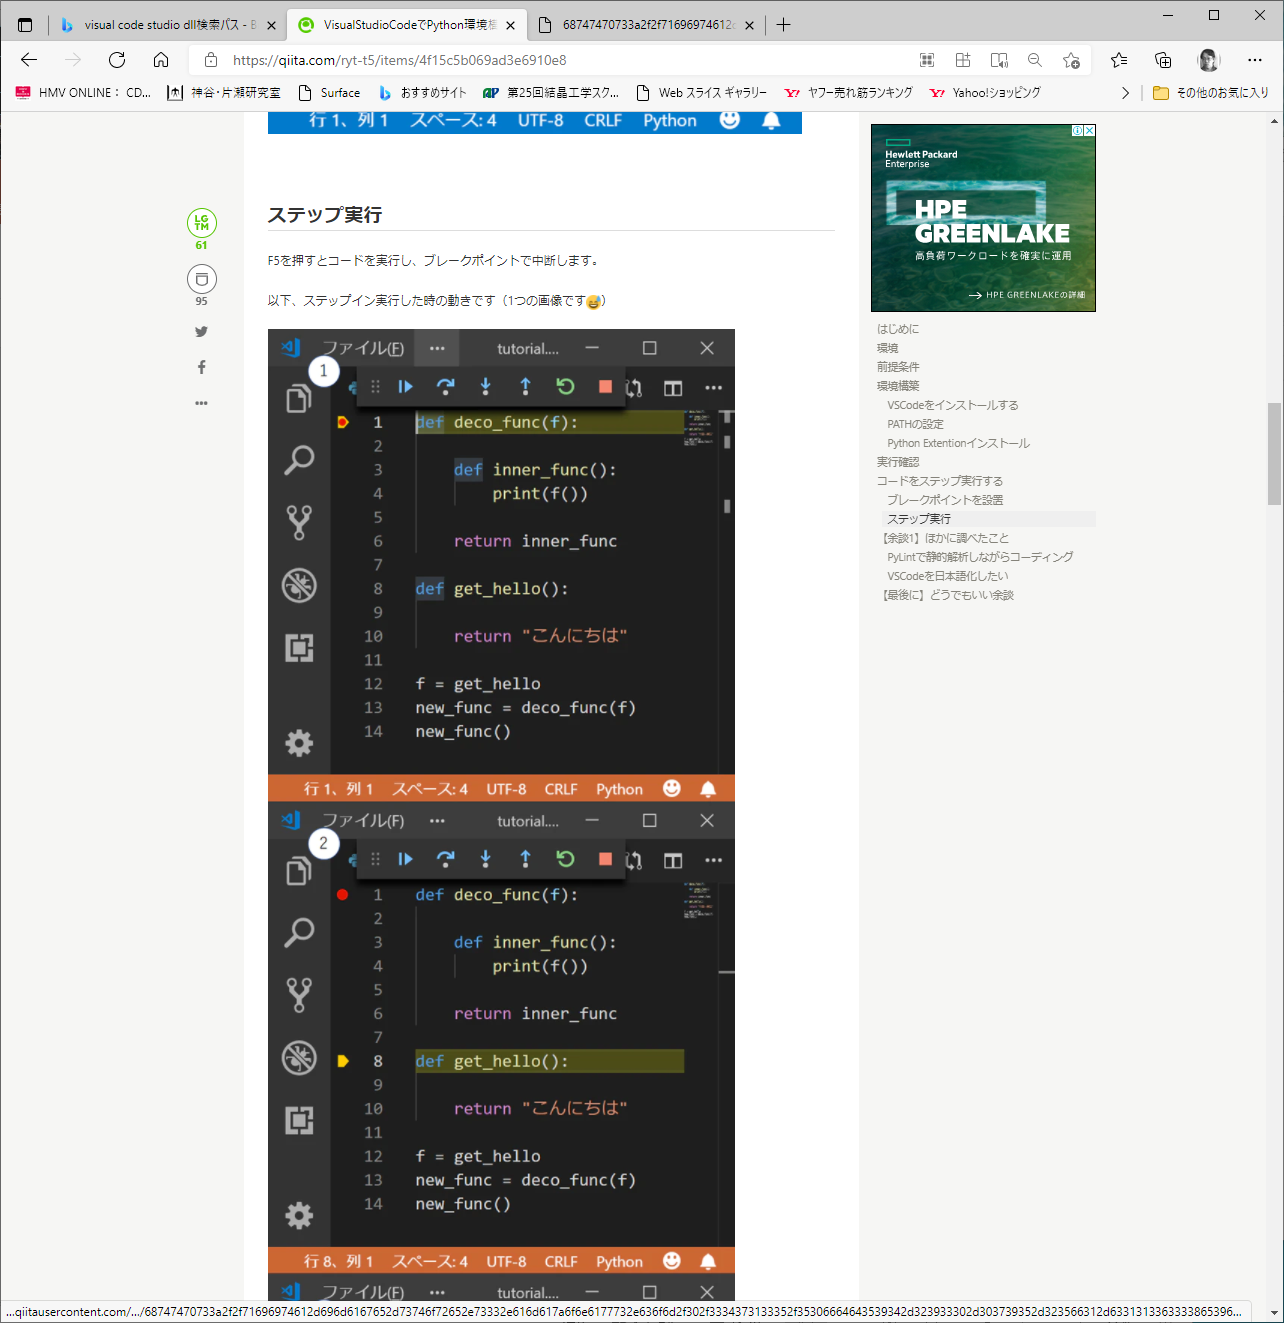 visual code studio dll検索パス - B
VisualStudioCodeでPython環境構
68747470733a2f2f71696974612
https://qiita.com/ryt-t5/items/4f15c5b069ad3e6910e8
HMV ONLINE： CD...
神谷・片瀬研究室
Surface
おすすめサイト
第25回結晶工学スク...
Web スライス ギャラリー
ヤフー売れ筋ランキング
Yahoo!ショッピング
その他のお気に入り
行 1、列 1 スペース: 4 UTF-8 CRLF Python
LGTM
61
95
ステップ実行
F5を押すとコードを実行し、ブレークポイントで中断します。
以下、ステップイン実行した時の動きです（1つの画像です😅）
ファイル(F) ... tutorial....
1
1 def deco_func(f):
2
3 def inner_func():
4 print(f())
5
6 return inner_func
7
8 def get_hello():
9
10 return "こんにちは"
11
12 f = get_hello
13 new_func = deco_func(f)
14 new_func()
行 1、列 1 スペース: 4 UTF-8 CRLF Python
ファイル(F) ... tutorial....
2
1 def deco_func(f):
2
3 def inner_func():
4 print(f())
5
6 return inner_func
7
8 def get_hello():
9
10 return "こんにちは"
11
12 f = get_hello
13 new_func = deco_func(f)
14 new_func()
行 8、列 1 スペース: 4 UTF-8 CRLF Python
ファイル(F) ... tutorial....
Hewlett Packard
Enterprise
HPE
GREENLAKE
高負荷ワークロードを確実に運用
HPE GREENLAKEの詳細
はじめに
環境
前提条件
環境構築
VSCodeをインストールする
PATHの設定
Python Extentionインストール
実行確認
コードをステップ実行する
ブレークポイントを設置
ステップ実行
【余談1】ほかに調べたこと
PyLintで静的解析しながらコーディング
VSCodeを日本語化したい
【最後に】どうでもいい余談